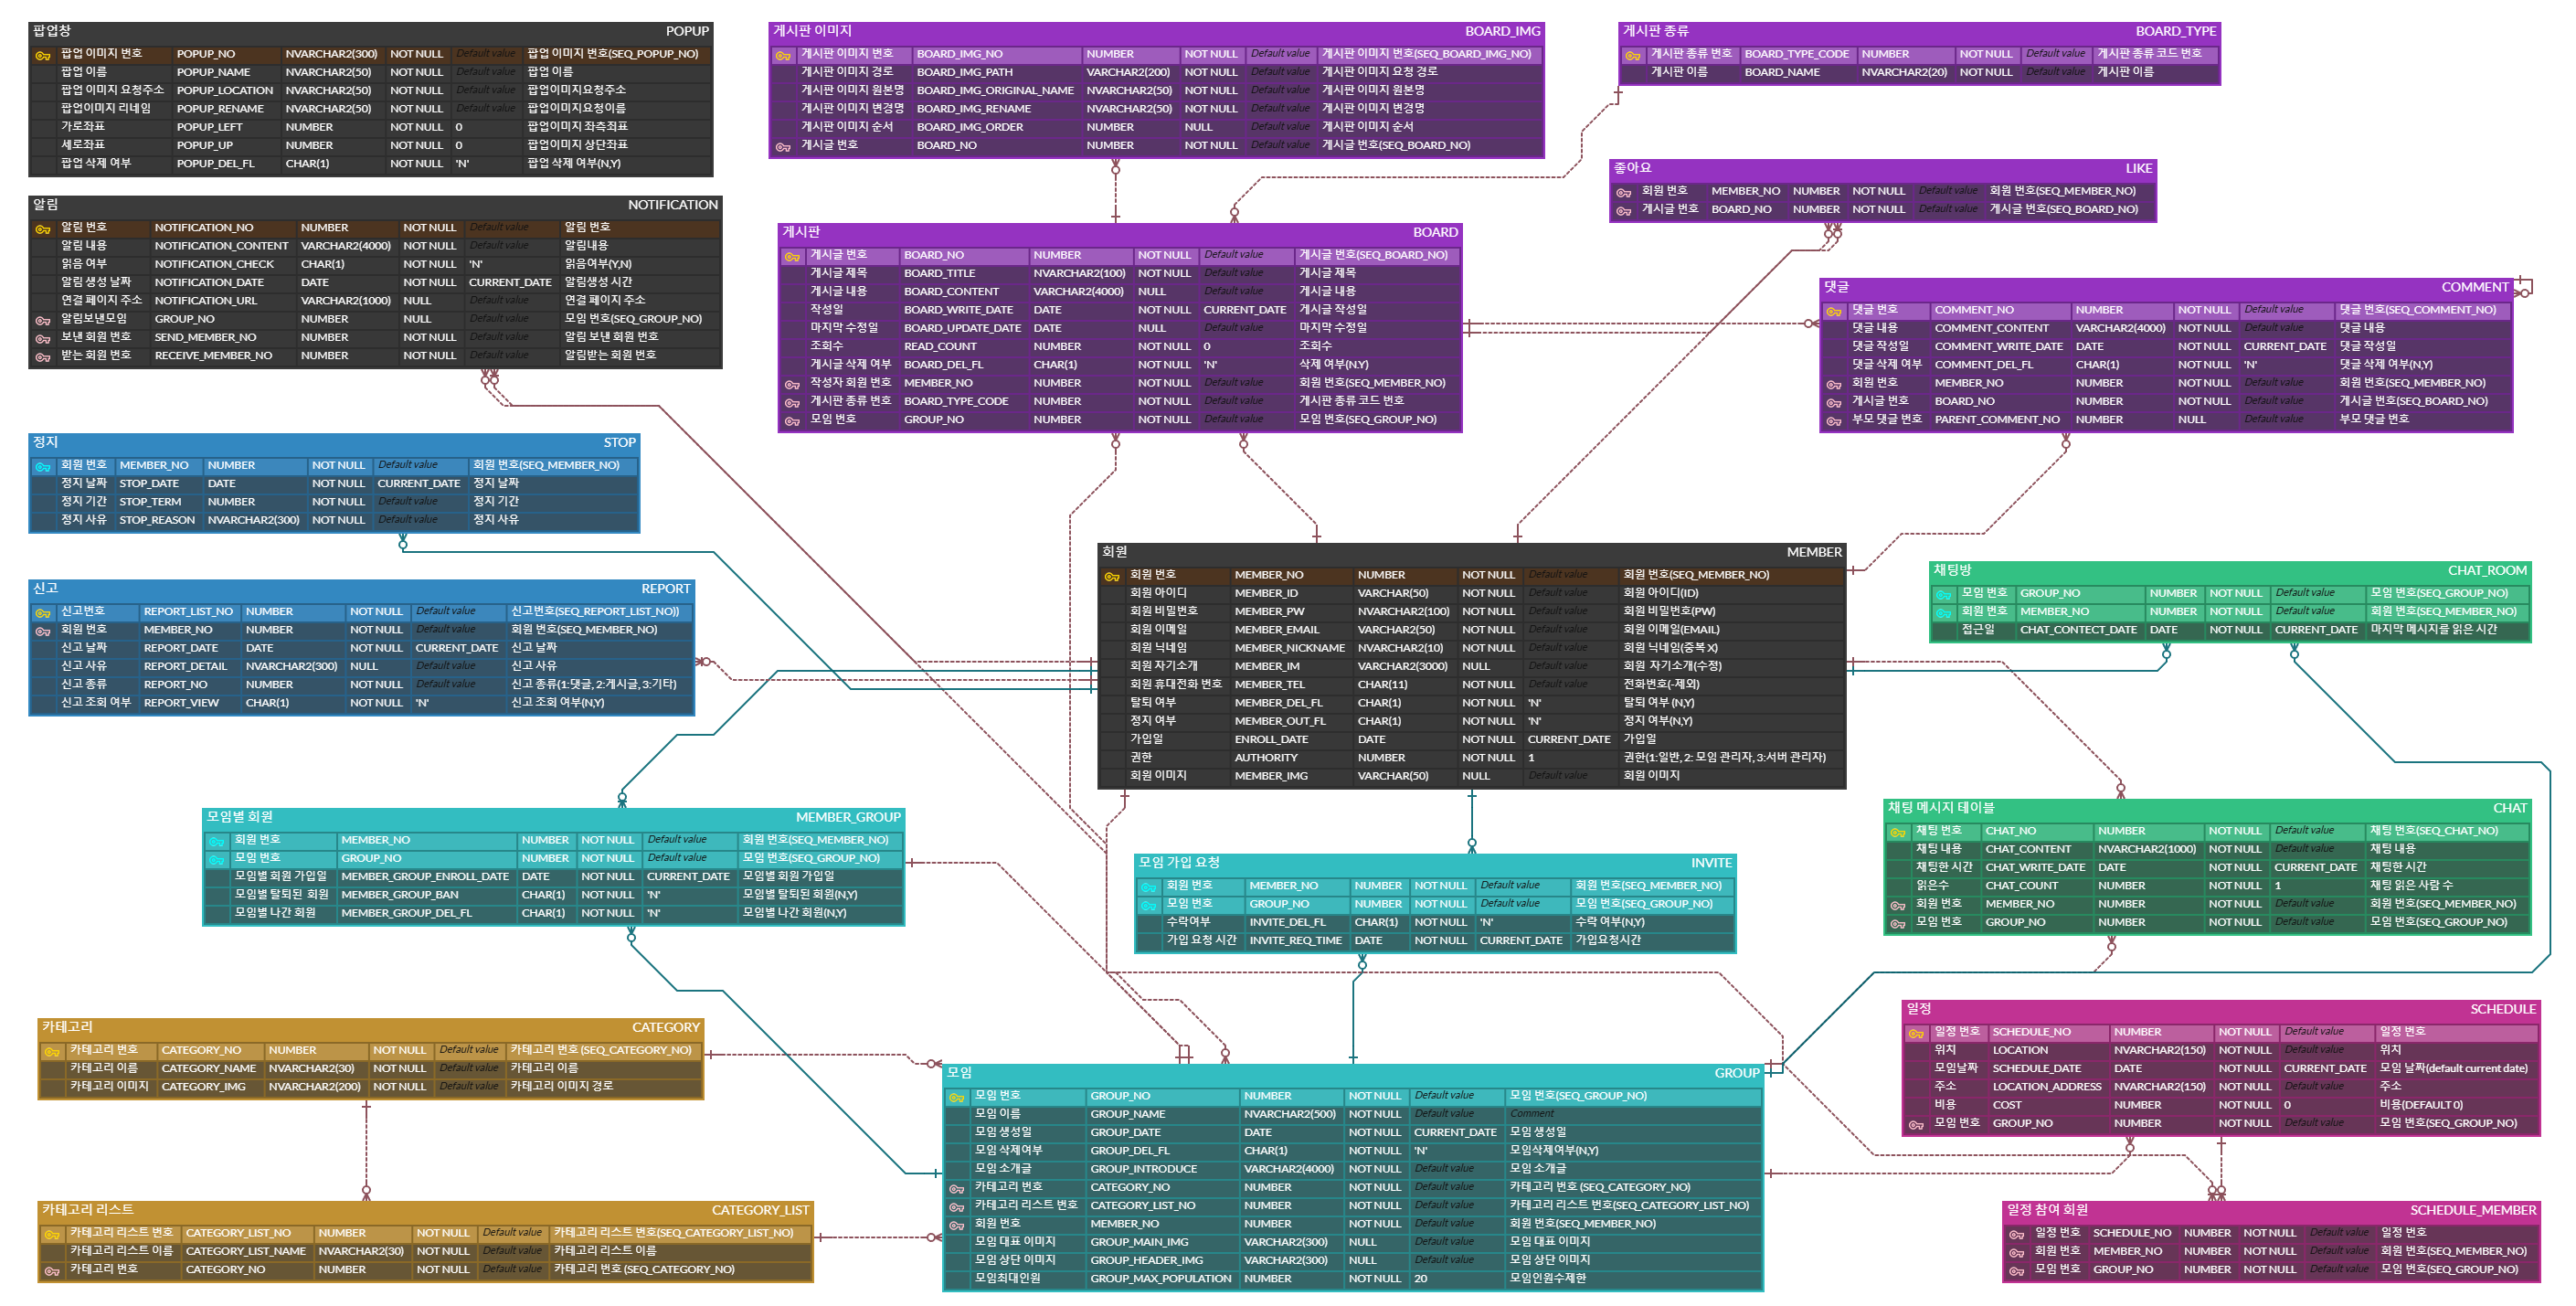 팝업창 POPUP
팝업 이미지 번호 POPUP_NO NVARCHAR2(300) NOT NULL Default value 팝업 이미지 번호(SEQ_POPUP_NO)
팝업 이름 POPUP_NAME NVARCHAR2(50) NOT NULL Default value 팝업 이름
팝업 이미지 요청주소 POPUP_LOCATION NVARCHAR2(50) NOT NULL Default value 팝업이미지요청주소
팝업이미지 리네임 POPUP_RENAME NVARCHAR2(50) NOT NULL Default value 팝업이미지요청이름
가로좌표 POPUP_LEFT NUMBER NOT NULL 0 팝업이미지 좌측죄표
세로좌표 POPUP_UP NUMBER NOT NULL 0 팝업이미지 상단좌표
팝업 삭제 여부 POPUP_DEL_FL CHAR(1) NOT NULL 'N' 팝업 삭제 여부(N,Y)
게시판 이미지 BOARD_IMG
게시판 이미지 번호 BOARD_IMG_NO NUMBER NOT NULL Default value 게시판 이미지 번호(SEQ_BOARD_IMG_NO)
게시판 이미지 경로 BOARD_IMG_PATH VARCHAR2(200) NOT NULL Default value 게시판 이미지 요청 경로
게시판 이미지 원본명 BOARD_IMG_ORIGINAL_NAME NVARCHAR2(50) NOT NULL Default value 게시판 이미지 원본명
게시판 이미지 변경명 BOARD_IMG_RENAME NVARCHAR2(50) NOT NULL Default value 게시판 이미지 변경명
게시판 이미지 순서 BOARD_IMG_ORDER NUMBER NULL Default value 게시판 이미지 순서
게시글 번호 BOARD_NO NUMBER NOT NULL Default value 게시글 번호(SEQ_BOARD_NO)
게시판 종류 BOARD_TYPE
게시판 종류 번호 BOARD_TYPE_CODE NUMBER NOT NULL Default value 게시판 종류 코드 번호
게시판 이름 BOARD_NAME NVARCHAR2(20) NOT NULL Default value 게시판 이름
좋아요 LIKE
회원 번호 MEMBER_NO NUMBER NOT NULL Default value 회원 번호(SEQ_MEMBER_NO)
게시글 번호 BOARD_NO NUMBER NOT NULL Default value 게시글 번호(SEQ_BOARD_NO)
알림 NOTIFICATION
알림 번호 NOTIFICATION_NO NUMBER NOT NULL Default value 알림 번호
알림 내용 NOTIFICATION_CONTENT VARCHAR2(4000) NOT NULL Default value 알림내용
읽음 여부 NOTIFICATION_CHECK CHAR(1) NOT NULL 'N' 읽음여부(Y,N)
알림 생성 날짜 NOTIFICATION_DATE DATE NOT NULL CURRENT_DATE 알림생성 시간
연결 페이지 주소 NOTIFICATION_URL VARCHAR2(1000) NULL Default value 연결 페이지 주소
알림보낸모임 GROUP_NO NUMBER NULL Default value 모임 번호(SEQ_GROUP_NO)
보낸 회원 번호 SEND_MEMBER_NO NUMBER NOT NULL Default value 알림 보낸 회원 번호
받는 회원 번호 RECEIVE_MEMBER_NO NUMBER NOT NULL Default value 알림받는 회원 번호
게시판 BOARD
게시글 번호 BOARD_NO NUMBER NOT NULL Default value 게시글 번호(SEQ_BOARD_NO)
게시글 제목 BOARD_TITLE NVARCHAR2(100) NOT NULL Default value 게시글 제목
게시글 내용 BOARD_CONTENT VARCHAR2(4000) NULL Default value 게시글 내용
작성일 BOARD_WRITE_DATE DATE NOT NULL CURRENT_DATE 게시글 작성일
마지막 수정일 BOARD_UPDATE_DATE DATE NULL Default value 마지막 수정일
조회수 READ_COUNT NUMBER NOT NULL 0 조회수
게시글 삭제 여부 BOARD_DEL_FL CHAR(1) NOT NULL 'N' 삭제 여부(N,Y)
작성자 회원 번호 MEMBER_NO NUMBER NOT NULL Default value 회원 번호(SEQ_MEMBER_NO)
게시판 종류 번호 BOARD_TYPE_CODE NUMBER NOT NULL Default value 게시판 종류 코드 번호
모임 번호 GROUP_NO NUMBER NOT NULL Default value 모임 번호(SEQ_GROUP_NO)
댓글 COMMENT
댓글 번호 COMMENT_NO NUMBER NOT NULL Default value 댓글 번호(SEQ_COMMENT_NO)
댓글 내용 COMMENT_CONTENT VARCHAR2(4000) NOT NULL Default value 댓글 내용
댓글 작성일 COMMENT_WRITE_DATE DATE NOT NULL CURRENT_DATE 댓글 작성일
댓글 삭제 여부 COMMENT_DEL_FL CHAR(1) NOT NULL 'N' 댓글 삭제 여부(N,Y)
회원 번호 MEMBER_NO NUMBER NOT NULL Default value 회원 번호(SEQ_MEMBER_NO)
게시글 번호 BOARD_NO NUMBER NOT NULL Default value 게시글 번호(SEQ_BOARD_NO)
부모 댓글 번호 PARENT_COMMENT_NO NUMBER NULL Default value 부모 댓글 번호
정지 STOP
회원 번호 MEMBER_NO NUMBER NOT NULL Default value 회원 번호(SEQ_MEMBER_NO)
정지 날짜 STOP_DATE DATE NOT NULL CURRENT_DATE 정지 날짜
정지 기간 STOP_TERM NUMBER NOT NULL Default value 정지 기간
정지 사유 STOP_REASON NVARCHAR2(300) NOT NULL Default value 정지 사유
신고 REPORT
신고번호 REPORT_LIST_NO NUMBER NOT NULL Default value 신고번호(SEQ_REPORT_LIST_NO))
회원 번호 MEMBER_NO NUMBER NOT NULL Default value 회원 번호(SEQ_MEMBER_NO)
신고 날짜 REPORT_DATE DATE NOT NULL CURRENT_DATE 신고 날짜
신고 사유 REPORT_DETAIL NVARCHAR2(300) NULL Default value 신고 사유
신고 종류 REPORT_NO NUMBER NOT NULL Default value 신고 종류(1:댓글, 2:게시글, 3:기타)
신고 조회 여부 REPORT_VIEW CHAR(1) NOT NULL 'N' 신고 조회 여부(N,Y)
회원 MEMBER
회원 번호 MEMBER_NO NUMBER NOT NULL Default value 회원 번호(SEQ_MEMBER_NO)
회원 아이디 MEMBER_ID VARCHAR(50) NOT NULL Default value 회원 아이디(ID)
회원 비밀번호 MEMBER_PW NVARCHAR2(100) NOT NULL Default value 회원 비밀번호(PW)
회원 이메일 MEMBER_EMAIL VARCHAR2(50) NOT NULL Default value 회원 이메일(EMAIL)
회원 닉네임 MEMBER_NICKNAME NVARCHAR2(10) NOT NULL Default value 회원 닉네임(중복 X)
회원 자기소개 MEMBER_IM VARCHAR2(3000) NULL Default value 회원 자기소개(수정)
회원 휴대전화 번호 MEMBER_TEL CHAR(11) NOT NULL Default value 전화번호(-제외)
탈퇴 여부 MEMBER_DEL_FL CHAR(1) NOT NULL 'N' 탈퇴 여부 (N,Y)
정지 여부 MEMBER_OUT_FL CHAR(1) NOT NULL 'N' 정지 여부(N,Y)
가입일 ENROLL_DATE DATE NOT NULL CURRENT_DATE 가입일
권한 AUTHORITY NUMBER NOT NULL 1 권한(1:일반, 2: 모임 관리자, 3:서버 관리자)
회원 이미지 MEMBER_IMG VARCHAR(50) NULL Default value 회원 이미지
채팅방 CHAT_ROOM
모임 번호 GROUP_NO NUMBER NOT NULL Default value 모임 번호(SEQ_GROUP_NO)
회원 번호 MEMBER_NO NUMBER NOT NULL Default value 회원 번호(SEQ_MEMBER_NO)
접근일 CHAT_CONTECT_DATE DATE NOT NULL CURRENT_DATE 마지막 메시지를 읽은 시간
채팅 메시지 테이블 CHAT
채팅 번호 CHAT_NO NUMBER NOT NULL Default value 채팅 번호(SEQ_CHAT_NO)
채팅 내용 CHAT_CONTENT NVARCHAR2(1000) NOT NULL Default value 채팅 내용
채팅한 시간 CHAT_WRITE_DATE DATE NOT NULL CURRENT_DATE 채팅한 시간
읽은수 CHAT_COUNT NUMBER NOT NULL 1 채팅 읽은 사람 수
회원 번호 MEMBER_NO NUMBER NOT NULL Default value 회원 번호(SEQ_MEMBER_NO)
모임 번호 GROUP_NO NUMBER NOT NULL Default value 모임 번호(SEQ_GROUP_NO)
모임별 회원 MEMBER_GROUP
회원 번호 MEMBER_NO NUMBER NOT NULL Default value 회원 번호(SEQ_MEMBER_NO)
모임 번호 GROUP_NO NUMBER NOT NULL Default value 모임 번호(SEQ_GROUP_NO)
모임별 회원 가입일 MEMBER_GROUP_ENROLL_DATE DATE NOT NULL CURRENT_DATE 모임별 회원 가입일
모임별 탈퇴된 회원 MEMBER_GROUP_BAN CHAR(1) NOT NULL 'N' 모임별 탈퇴된 회원(N,Y)
모임별 나간 회원 MEMBER_GROUP_DEL_FL CHAR(1) NOT NULL 'N' 모임별 나간 회원(N,Y)
모임 가입 요청 INVITE
회원 번호 MEMBER_NO NUMBER NOT NULL Default value 회원 번호(SEQ_MEMBER_NO)
모임 번호 GROUP_NO NUMBER NOT NULL Default value 모임 번호(SEQ_GROUP_NO)
수락여부 INVITE_DEL_FL CHAR(1) NOT NULL 'N' 수락 여부(N,Y)
가입 요청 시간 INVITE_REQ_TIME DATE NOT NULL CURRENT_DATE 가입요청시간
카테고리 CATEGORY
카테고리 번호 CATEGORY_NO NUMBER NOT NULL Default value 카테고리 번호 (SEQ_CATEGORY_NO)
카테고리 이름 CATEGORY_NAME NVARCHAR2(30) NOT NULL Default value 카테고리 이름
카테고리 이미지 CATEGORY_IMG NVARCHAR2(200) NOT NULL Default value 카테고리 이미지 경로
일정 SCHEDULE
일정 번호 SCHEDULE_NO NUMBER NOT NULL Default value 일정 번호
위치 LOCATION NVARCHAR2(150) NOT NULL Default value 위치
모임날짜 SCHEDULE_DATE DATE NOT NULL CURRENT_DATE 모임 날짜(default current date)
주소 LOCATION_ADDRESS NVARCHAR2(150) NOT NULL Default value 주소
비용 COST NUMBER NOT NULL 0 비용(DEFAULT 0)
모임 번호 GROUP_NO NUMBER NOT NULL Default value 모임 번호(SEQ_GROUP_NO)
모임 GROUP
모임 번호 GROUP_NO NUMBER NOT NULL Default value 모임 번호(SEQ_GROUP_NO)
모임 이름 GROUP_NAME NVARCHAR2(500) NOT NULL Default value Comment
모임 생성일 GROUP_DATE DATE NOT NULL CURRENT_DATE 모임 생성일
모임 삭제여부 GROUP_DEL_FL CHAR(1) NOT NULL 'N' 모임삭제여부(N,Y)
모임 소개글 GROUP_INTRODUCE VARCHAR2(4000) NOT NULL Default value 모임 소개글
카테고리 번호 CATEGORY_NO NUMBER NOT NULL Default value 카테고리 번호 (SEQ_CATEGORY_NO)
카테고리 리스트 번호 CATEGORY_LIST_NO NUMBER NOT NULL Default value 카테고리 리스트 번호(SEQ_CATEGORY_LIST_NO)
회원 번호 MEMBER_NO NUMBER NOT NULL Default value 회원 번호(SEQ_MEMBER_NO)
모임 대표 이미지 GROUP_MAIN_IMG VARCHAR2(300) NULL Default value 모임 대표 이미지
모임 상단 이미지 GROUP_HEADER_IMG VARCHAR2(300) NULL Default value 모임 상단 이미지
모임최대인원 GROUP_MAX_POPULATION NUMBER NOT NULL 20 모임인원수제한
카테고리 리스트 CATEGORY_LIST
카테고리 리스트 번호 CATEGORY_LIST_NO NUMBER NOT NULL Default value 카테고리 리스트 번호(SEQ_CATEGORY_LIST_NO)
카테고리 리스트 이름 CATEGORY_LIST_NAME NVARCHAR2(30) NOT NULL Default value 카테고리 리스트 이름
카테고리 번호 CATEGORY_NO NUMBER NOT NULL Default value 카테고리 번호 (SEQ_CATEGORY_NO)
일정 참여 회원 SCHEDULE_MEMBER
일정 번호 SCHEDULE_NO NUMBER NOT NULL Default value 일정 번호
회원 번호 MEMBER_NO NUMBER NOT NULL Default value 회원 번호(SEQ_MEMBER_NO)
모임 번호 GROUP_NO NUMBER NOT NULL Default value 모임 번호(SEQ_GROUP_NO)